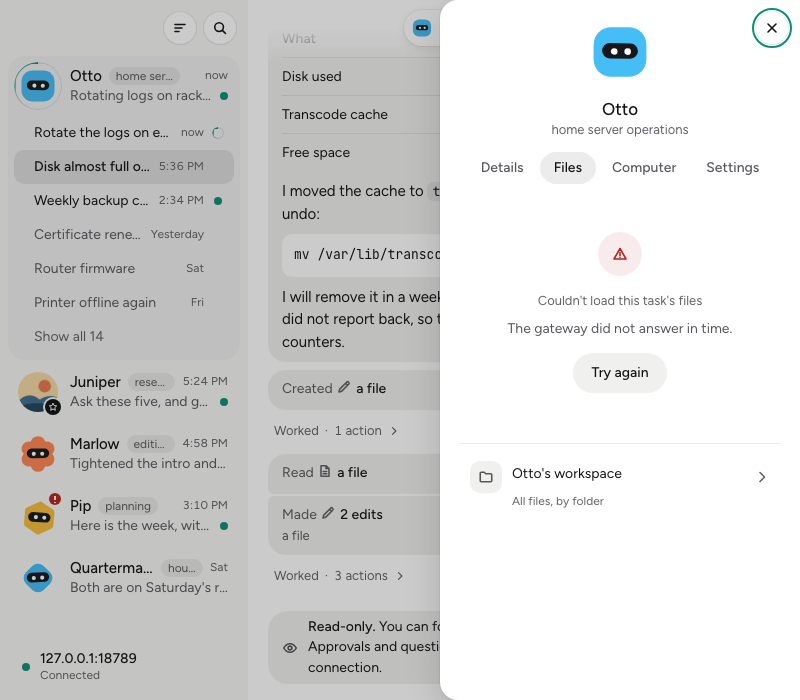 Otto
home ser...
now
Rotating logs on rack...
Rotate the logs on e...
now
Disk almost full o...
5:36 PM
Weekly backup c...
2:34 PM
Certificate rene...
Yesterday
Router firmware
Sat
Printer offline again
Fri
Show all 14
Juniper
rese...
5:24 PM
Ask these five, and g...
Marlow
editi...
4:58 PM
Tightened the intro and...
Pip
planning
3:10 PM
Here is the week, wit...
Quarterma...
hou...
Sat
Both are on Saturday's r...
127.0.0.1:18789
Connected
What
Disk used
Transcode cache
Free space
I moved the cache to t
undo:
mv /var/lib/transco
I will remove it in a week
did not report back, so t
counters.
Created a file
Worked · 1 action
Read a file
Made 2 edits
a file
Worked · 3 actions
Read-only. You can fo
Approvals and questi
connection.
Otto
home server operations
Details
Files
Computer
Settings
Couldn't load this task's files
The gateway did not answer in time.
Try again
Otto's workspace
All files, by folder